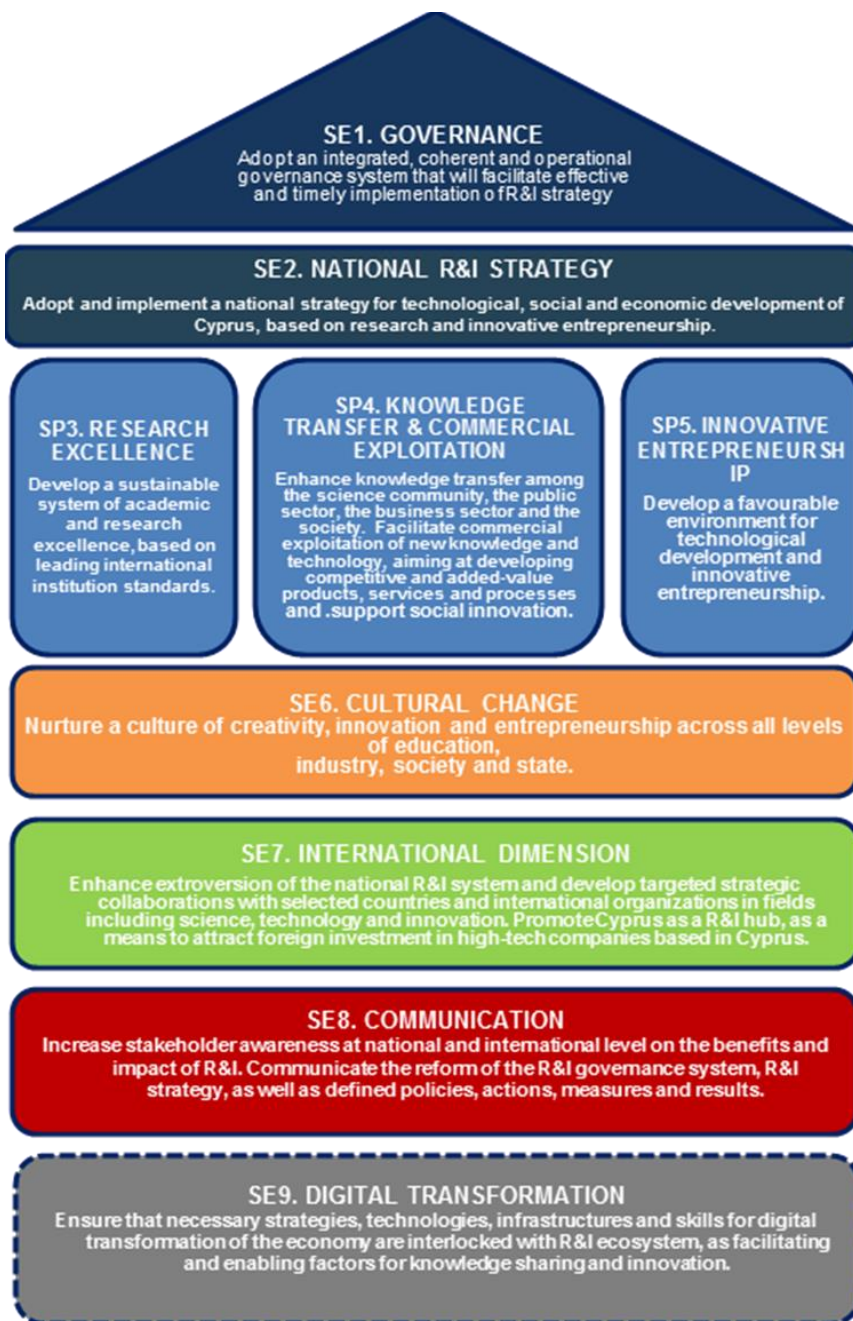 SE1. GOVERNANCE
Adopt an integrated, coherent and operational
governance system that will facilitate effective
and timely implementation ofR&I strategy
SE2. NATIONAL R&I STRATEGY
Adopt and implement a national strategy for technological, social and economic development of
Cyprus, based on research and innovative entrepreneurship.
SP3. RESEARCH
EXCELLENCE
Develop a sustainable
system of academic
and research
excellence, based on
leading international
institution standards.
SP4. KNOWLEDGE
TRANSFER & COMMERCIAL
EXPLOITATION
Enhance knowledge transfer among
the science community, the public
sector, the business sector and the
society. Facilitate commercial
exploitation of new knowledge and
technology, aiming at developing
competitive and added-value
products, services and processes
and .support social innovation.
SP5. INNOVATIVE
ENTREPRENEURSH
IP
Develop a favourable
environment for
technological
development and
innovative
entrepreneurship.
SE6. CULTURAL CHANGE
Nurture a culture of creativity, innovation and entrepreneurship across all levels
of education,
industry, society and state.
SE7. INTERNATIONAL DIMENSION
Enhance extroversion of the national R&I system and develop targeted strategic
collaborations with selected countries and international organizations in fields
including science, technology and innovation. PromoteCyprus as a R&I hub, as a
means to attract foreign investment in high-tech companies based in Cyprus.
SE8. COMMUNICATION
Increase stakeholder awareness at national and international level on the benefits and
impact of R&I. Communicate the reform of the R&I governance system, R&I
strategy, as well as defined policies, actions, measures and results.
SE9. DIGITAL TRANSFORMATION
Ensure that necessary strategies, technologies, infrastructures and skills for digital
transformation of the economy are interlocked with R&I ecosystem, as facilitating
and enabling factors for knowledge sharing and innovation.